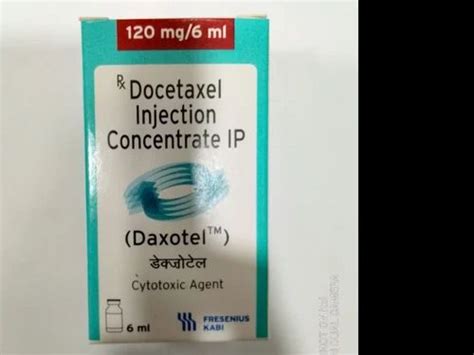 120 mg/6 ml
Rx Docetaxel
Injection
Concentrate IP
(Daxotel™)
डेक्ज़ोटेल
Cytotoxic Agent
6 ml
FRESENIUS
KABI